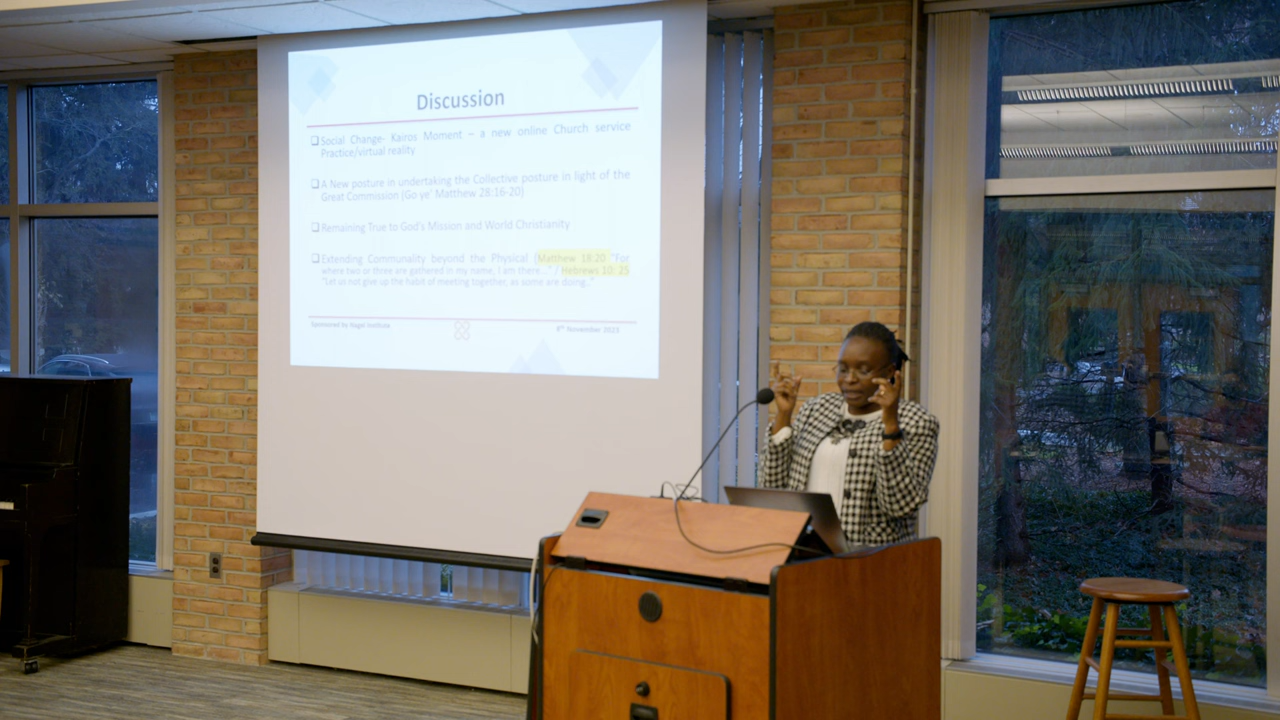 Discussion
❑ Social Change- Kairos Moment – a new online Church service
Practice/virtual reality
❑ A New posture in undertaking the Collective posture in light of the
Great Commission (Go ye' Matthew 28:16-20)
❑ Remaining True to God's Mission and World Christianity
❑ Extending Communality beyond the Physical (Matthew 18:20 "For
where two or three are gathered in my name, I am there..." / Hebrews 10: 25
"Let us not give up the habit of meeting together, as some are doing.."
Sponsored by Nagel Institute
November 2023